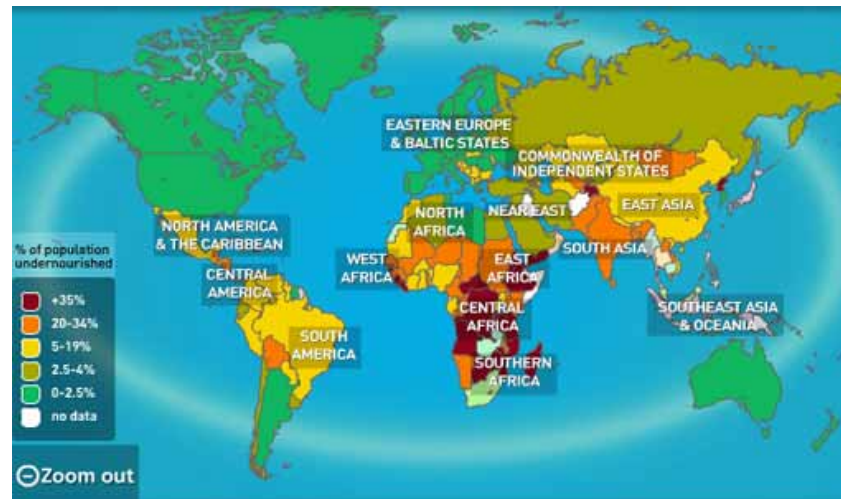 EASTERN EUROPE
& BALTIC STATES
COMMONWEALTH OF
INDEPENDENT STATES
NORTH
AFRICA
NEAR EAST
EAST ASIA
NORTH AMERICA
& THE CARIBBEAN
SOUTH ASIA
WEST
AFRICA
EAST
AFRICA
CENTRAL
AMERICA
CENTRAL
AFRICA
SOUTHEAST ASIA
& OCEANIA
SOUTH
AMERICA
SOUTHERN
AFRICA
% of population
undernourished
+35%
20-34%
5-19%
2.5-4%
0-2.5%
no data
Zoom out